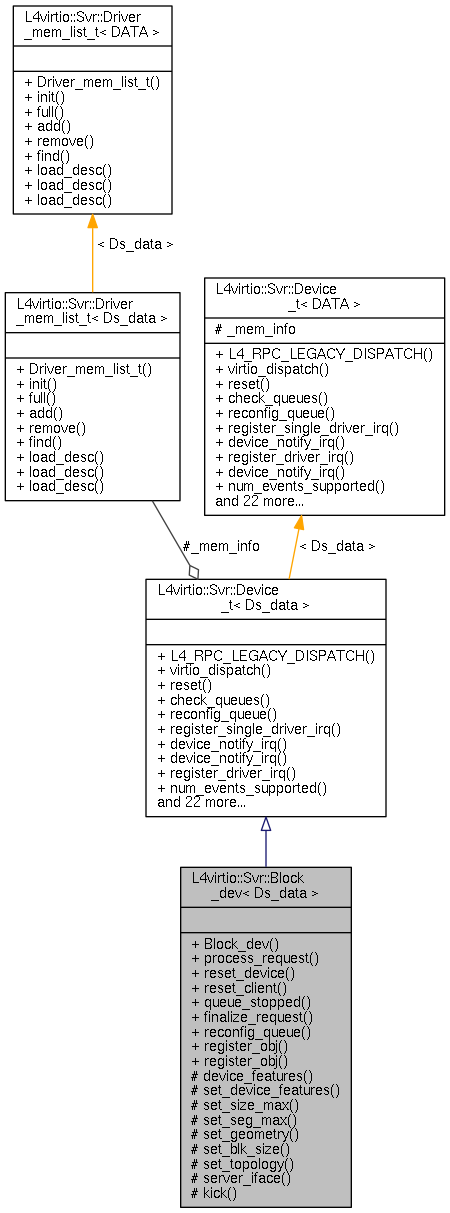 L4virtio::Svr::Driver
_mem_list_t< DATA >
+ Driver_mem_list_t()
+ init()
+ full()
+ add()
+ remove()
+ find()
+ load_desc()
+ load_desc()
+ load_desc()
< Ds_data >
L4virtio::Svr::Driver
_mem_list_t< Ds_data >
+ Driver_mem_list_t()
+ init()
+ full()
+ add()
+ remove()
+ find()
+ load_desc()
+ load_desc()
+ load_desc()
L4virtio::Svr::Device
_t< DATA >
# _mem_info
+ L4_RPC_LEGACY_DISPATCH()
+ virtio_dispatch()
+ reset()
+ check_queues()
+ reconfig_queue()
+ register_single_driver_irq()
+ device_notify_irq()
+ register_driver_irq()
+ device_notify_irq()
+ num_events_supported()
and 22 more...
#_mem_info
< Ds_data >
L4virtio::Svr::Device
_t< Ds_data >
+ L4_RPC_LEGACY_DISPATCH()
+ virtio_dispatch()
+ reset()
+ check_queues()
+ reconfig_queue()
+ register_single_driver_irq()
+ device_notify_irq()
+ device_notify_irq()
+ register_driver_irq()
+ num_events_supported()
and 22 more...
L4virtio::Svr::Block
_dev< Ds_data >
+ Block_dev()
+ process_request()
+ reset_device()
+ reset_client()
+ queue_stopped()
+ finalize_request()
+ reconfig_queue()
+ register_obj()
+ register_obj()
# device_features()
# set_device_features()
# set_size_max()
# set_seg_max()
# set_geometry()
# set_blk_size()
# set_topology()
# server_iface()
# kick()